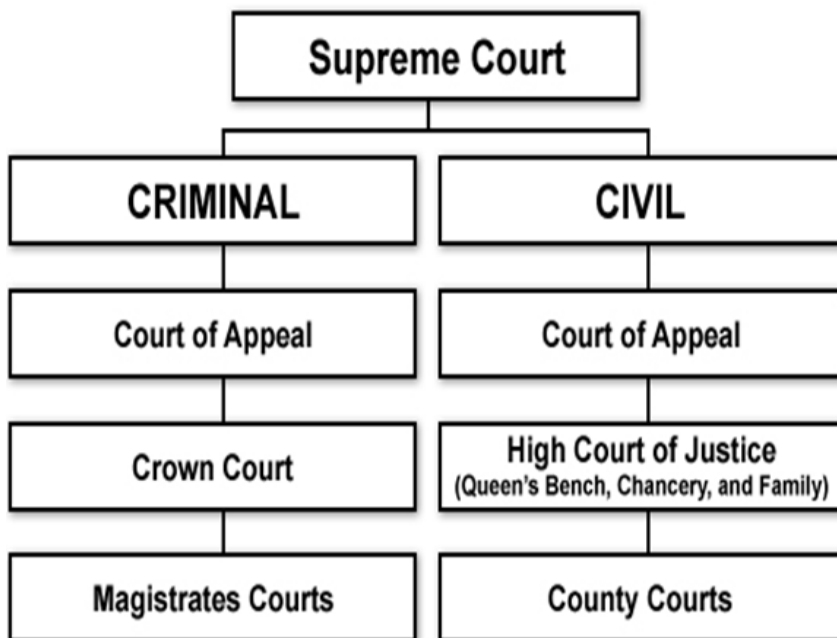 Supreme Court
CRIMINAL
CIVIL
Court of Appeal
Court of Appeal
Crown Court
High Court of Justice
(Queen's Bench, Chancery, and Family)
Magistrates Courts
County Courts